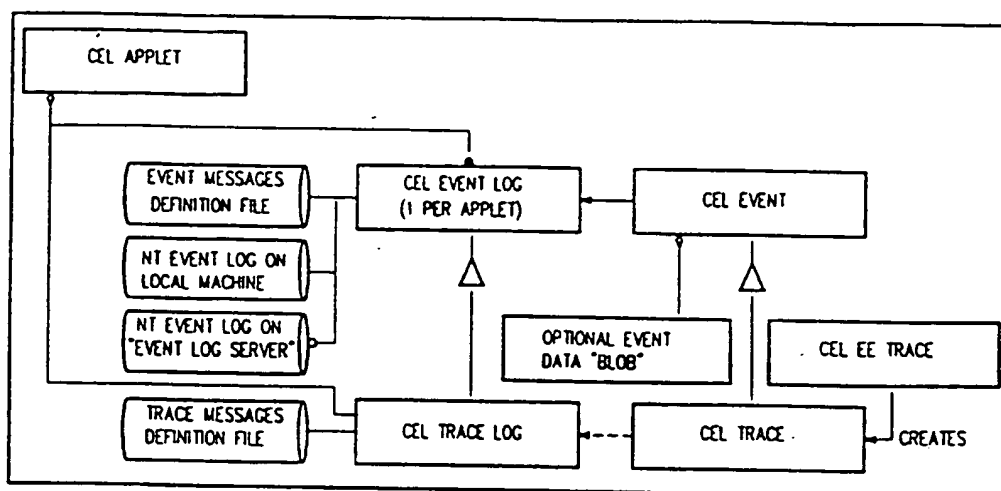 CEL APPLET
EVENT MESSAGES
DEFINITION FILE
CEL EVENT LOG
(1 PER APPLET)
CEL EVENT
NT EVENT LOG ON
LOCAL MACHINE
NT EVENT LOG ON
"EVENT LOG SERVER"
OPTIONAL EVENT
DATA "BLOB"
CEL EE TRACE
TRACE MESSAGES
DEFINITION FILE
CEL TRACE LOG
CEL TRACE
CREATES